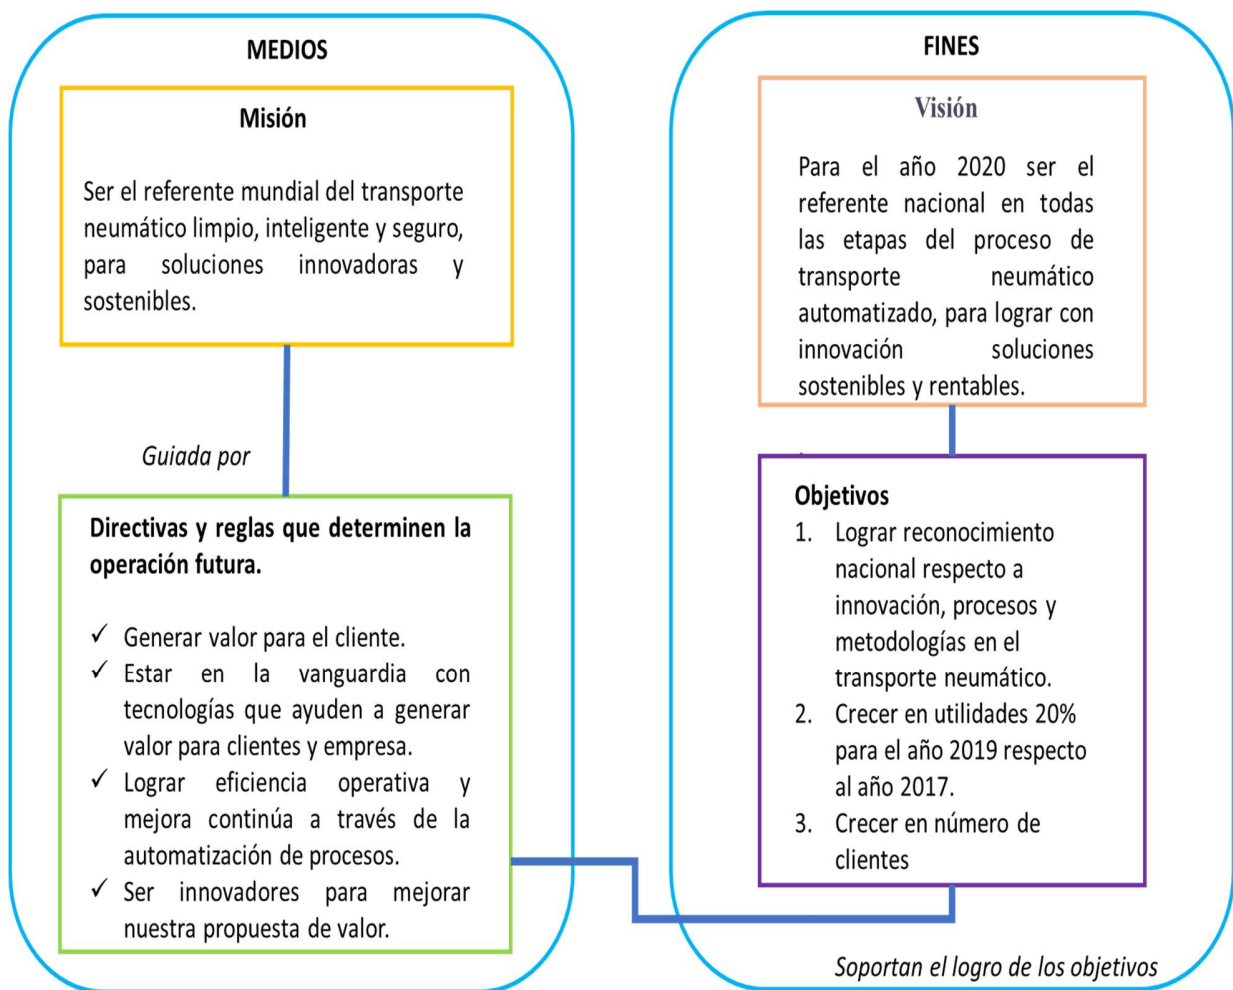 MEDIOS
Misión
Ser el referente mundial del transporte
neumático limpio, inteligente y seguro,
para soluciones innovadoras y
sostenibles.
Guiada por
Directivas y reglas que determinen la
operación futura.
✓ Generar valor para el cliente.
✓ Estar en la vanguardia con
tecnologías que ayuden a generar
valor para clientes y empresa.
✓ Lograr eficiencia operativa y
mejora continúa a través de la
automatización de procesos.
✓ Ser innovadores para mejorar
nuestra propuesta de valor.
FINES
Visión
Para el año 2020 ser el
referente nacional en todas
las etapas del proceso de
transporte neumático
automatizado, para lograr con
innovación soluciones
sostenibles y rentables.
Objetivos
1. Lograr reconocimiento
nacional respecto a
innovación, procesos y
metodologías en el
transporte neumático.
2. Crecer en utilidades 20%
para el año 2019 respecto
al año 2017.
3. Crecer en número de
clientes
Soportan el logro de los objetivos